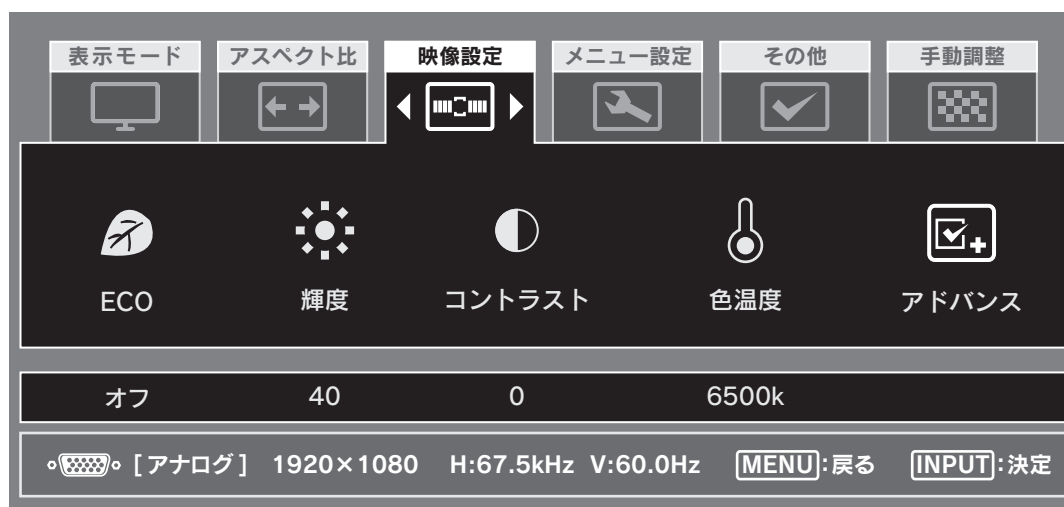 表示モード アスペクト比 映像設定 メニュー設定 その他 手動調整
ECO 輝度 コントラスト 色温度 アドバンス
オフ 40 0 6500k
[アナログ] 1920×1080 H:67.5kHz V:60.0Hz MENU:戻る INPUT:決定